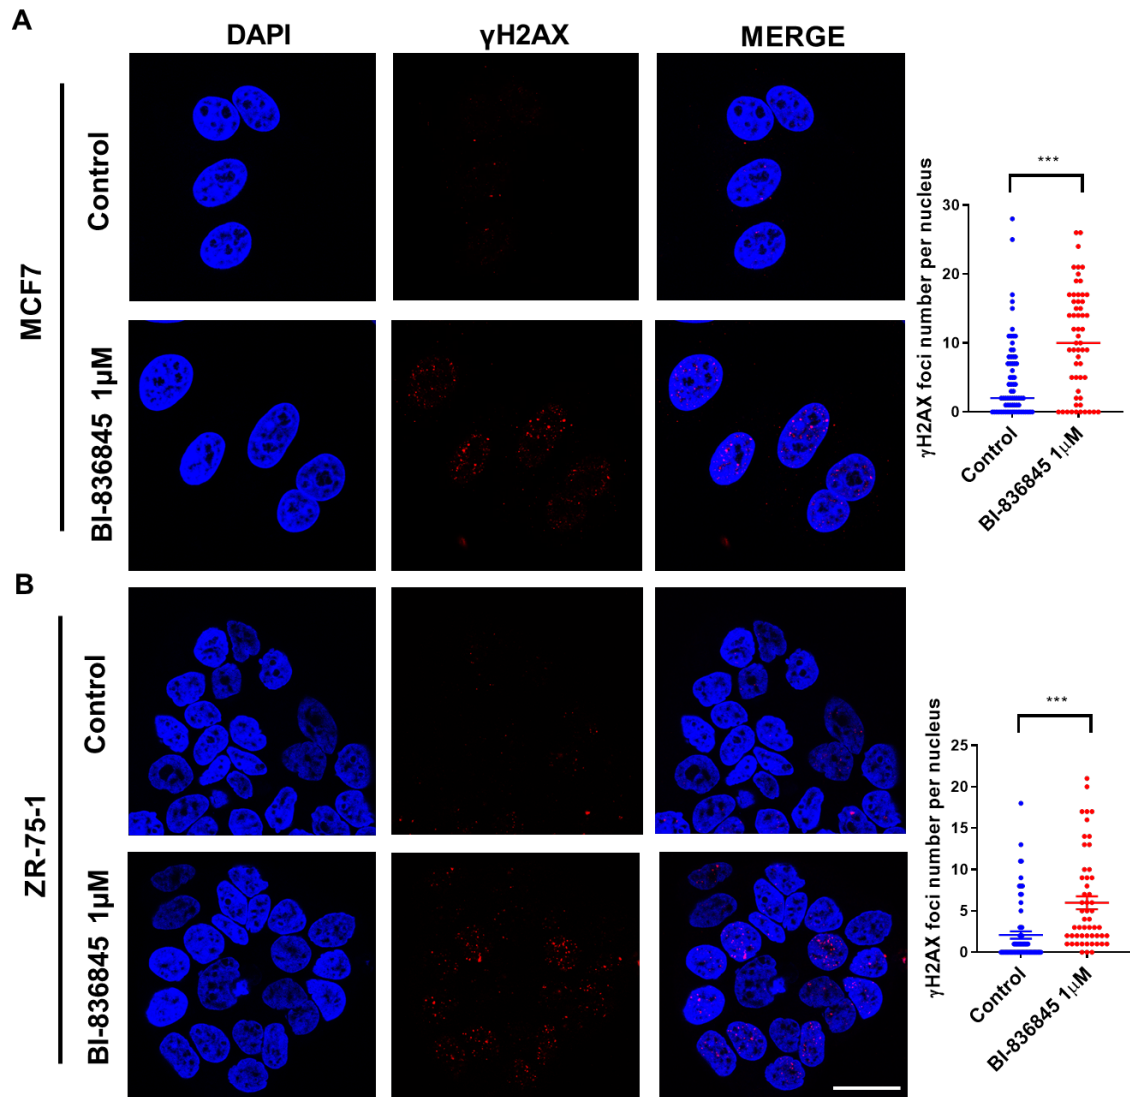 A
DAPI γH2AX MERGE
MCF7
Control
BI-836845 1µM
γH2AX foci number per nucleus
***
30
20
10
0
Control
BI-836845 1µM
B
ZR-75-1
Control
BI-836845 1µM
γH2AX foci number per nucleus
***
25
20
15
10
5
0
Control
BI-836845 1µM